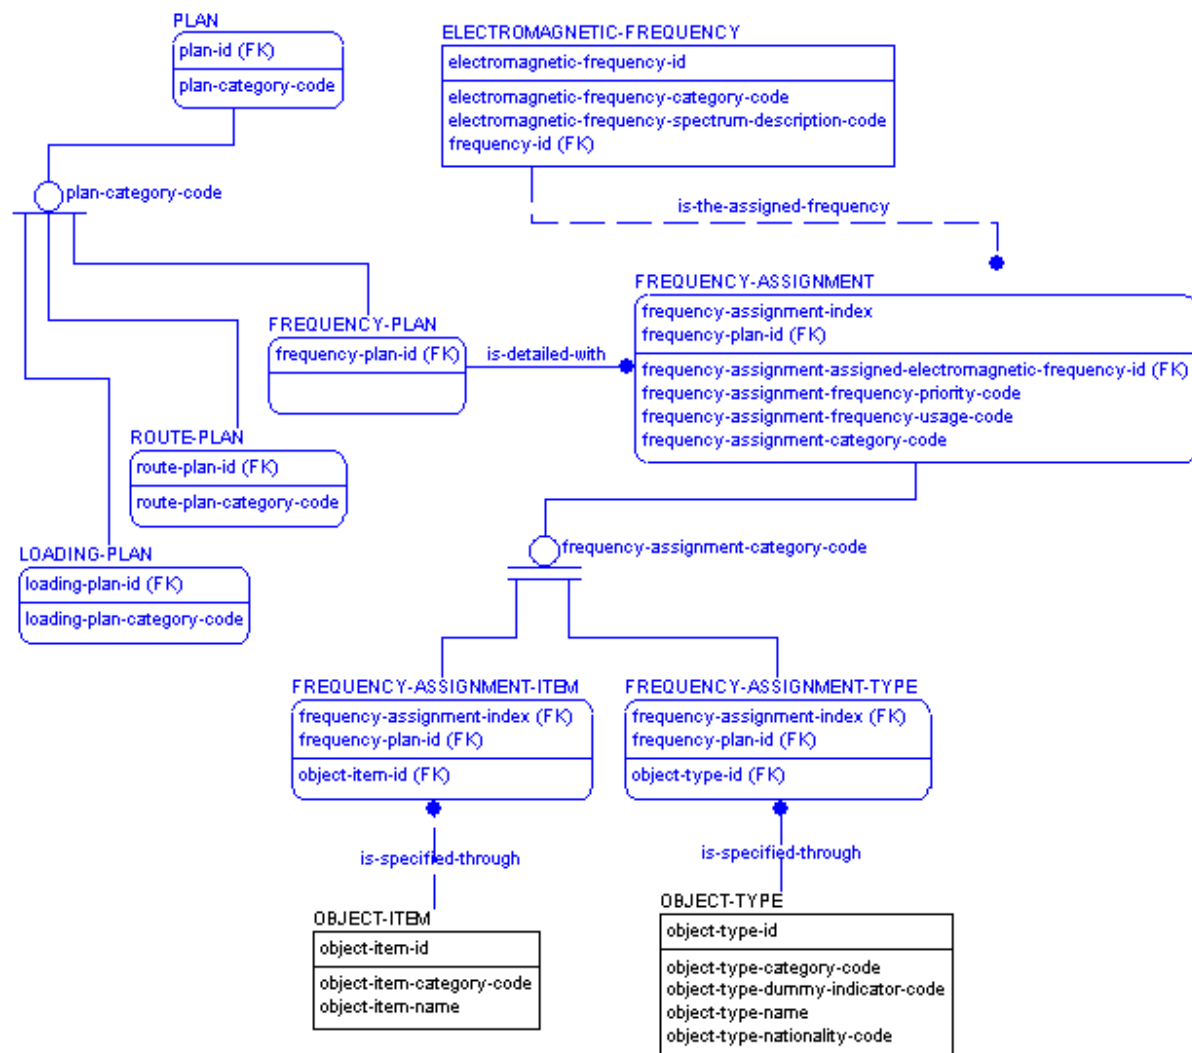 PLAN
plan-id (FK)
plan-category-code
ELECTROMAGNETIC-FREQUENCY
electromagnetic-frequency-id
electromagnetic-frequency-category-code
electromagnetic-frequency-spectrum-description-code
frequency-id (FK)
plan-category-code
is-the-assigned-frequency
FREQUENCY-ASSIGNMENT
frequency-assignment-index
frequency-plan-id (FK)
frequency-assignment-assigned-electromagnetic-frequency-id (FK)
frequency-assignment-frequency-priority-code
frequency-assignment-frequency-usage-code
frequency-assignment-category-code
FREQUENCY-PLAN
frequency-plan-id (FK)
is-detailed-with
ROUTE-PLAN
route-plan-id (FK)
route-plan-category-code
LOADING-PLAN
loading-plan-id (FK)
loading-plan-category-code
frequency-assignment-category-code
FREQUENCY-ASSIGNMENT-ITEM
frequency-assignment-index (FK)
frequency-plan-id (FK)
object-item-id (FK)
FREQUENCY-ASSIGNMENT-TYPE
frequency-assignment-index (FK)
frequency-plan-id (FK)
object-type-id (FK)
is-specified-through
is-specified-through
OBJECT-ITEM
object-item-id
object-item-category-code
object-item-name
OBJECT-TYPE
object-type-id
object-type-category-code
object-type-dummy-indicator-code
object-type-name
object-type-nationality-code